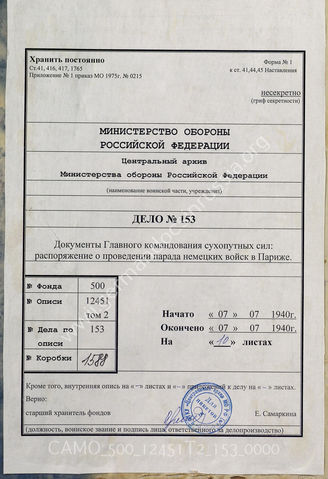 Хранить постоянно
Ст.41, 416, 417, 1765
Приложение № 1 приказ МО 1975г. № 0215
Форма № 1
к ст. 41,44,45 Наставления
несекретно
(гриф секретности)
МИНИСТЕРСТВО ОБОРОНЫ
РОССИЙСКОЙ ФЕДЕРАЦИИ
Центральный архив
Министерства обороны Российской Федерации
(наименование воинской части, учреждения)
ДЕЛО № 153
Документы Главного командования сухопутных сил:
распоряжение о проведении парада немецких войск в Париже.
№ Фонда 500
№ Описи 12451
том 2
№ Дела по описи 153
№ Коробки 1588
Начато « 07 » 07 1940г.
Окончено « 07 » 07 1940г.
На « 10 » листах
Кроме того, внутренняя опись на «–» листах и «–» приложений к делу на «–» листах.
Верно:
старший хранитель фондов Е. Самаркина
(должность, воинское звание и подпись ответственного за делопроизводство)
CAMO_500_12451T2_153_0000